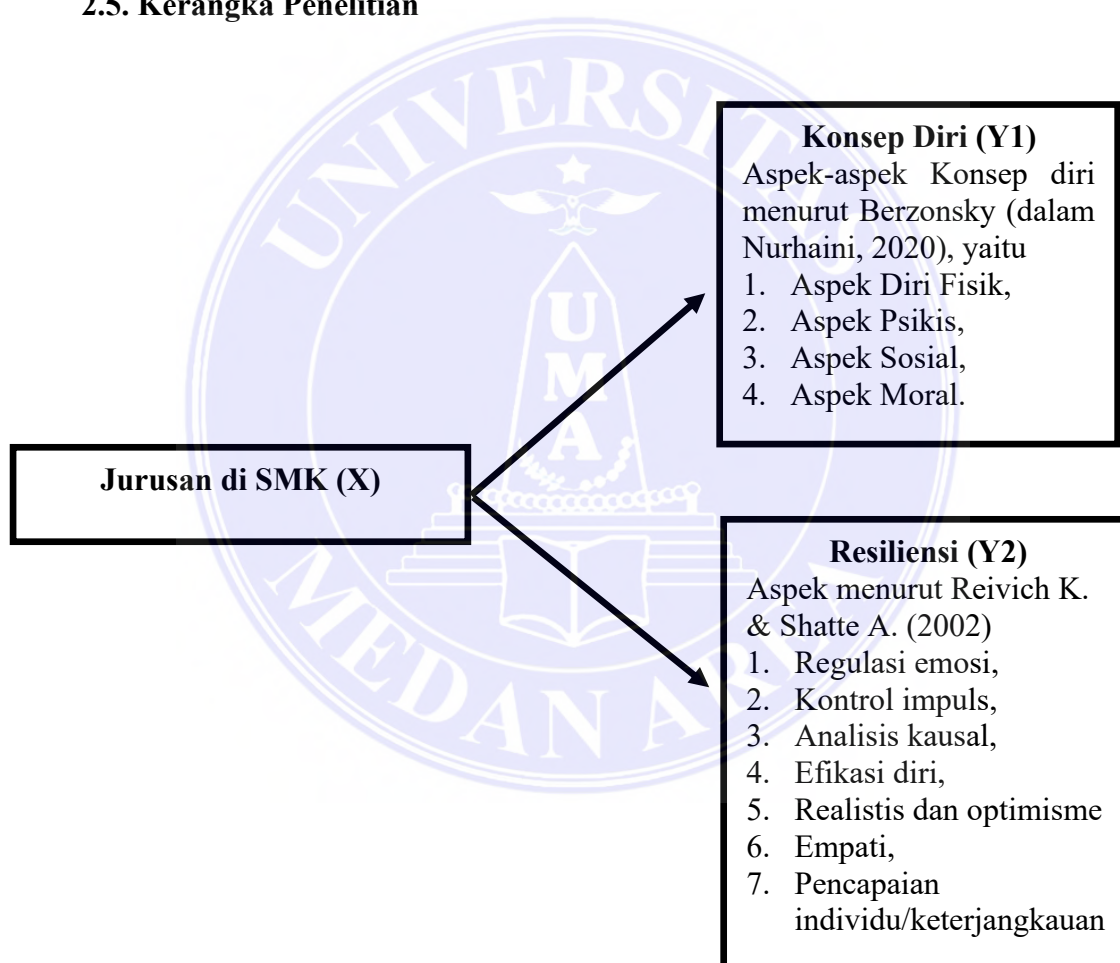 2.5. Kerangka Penelitian
UNIVERSITAS
Konsep Diri (Y1)
Aspek-aspek Konsep diri
menurut Berzonsky (dalam
Nurhaini, 2020), yaitu
1. Aspek Diri Fisik,
2. Aspek Psikis,
3. Aspek Sosial,
4. Aspek Moral.
U
M
A
Jurusan di SMK (X)
MEDAN AREA
Resiliensi (Y2)
Aspek menurut Reivich K.
& Shatte A. (2002)
1. Regulasi emosi,
2. Kontrol impuls,
3. Analisis kausal,
4. Efikasi diri,
5. Realistis dan optimisme
6. Empati,
7. Pencapaian
individu/keterjangkauan